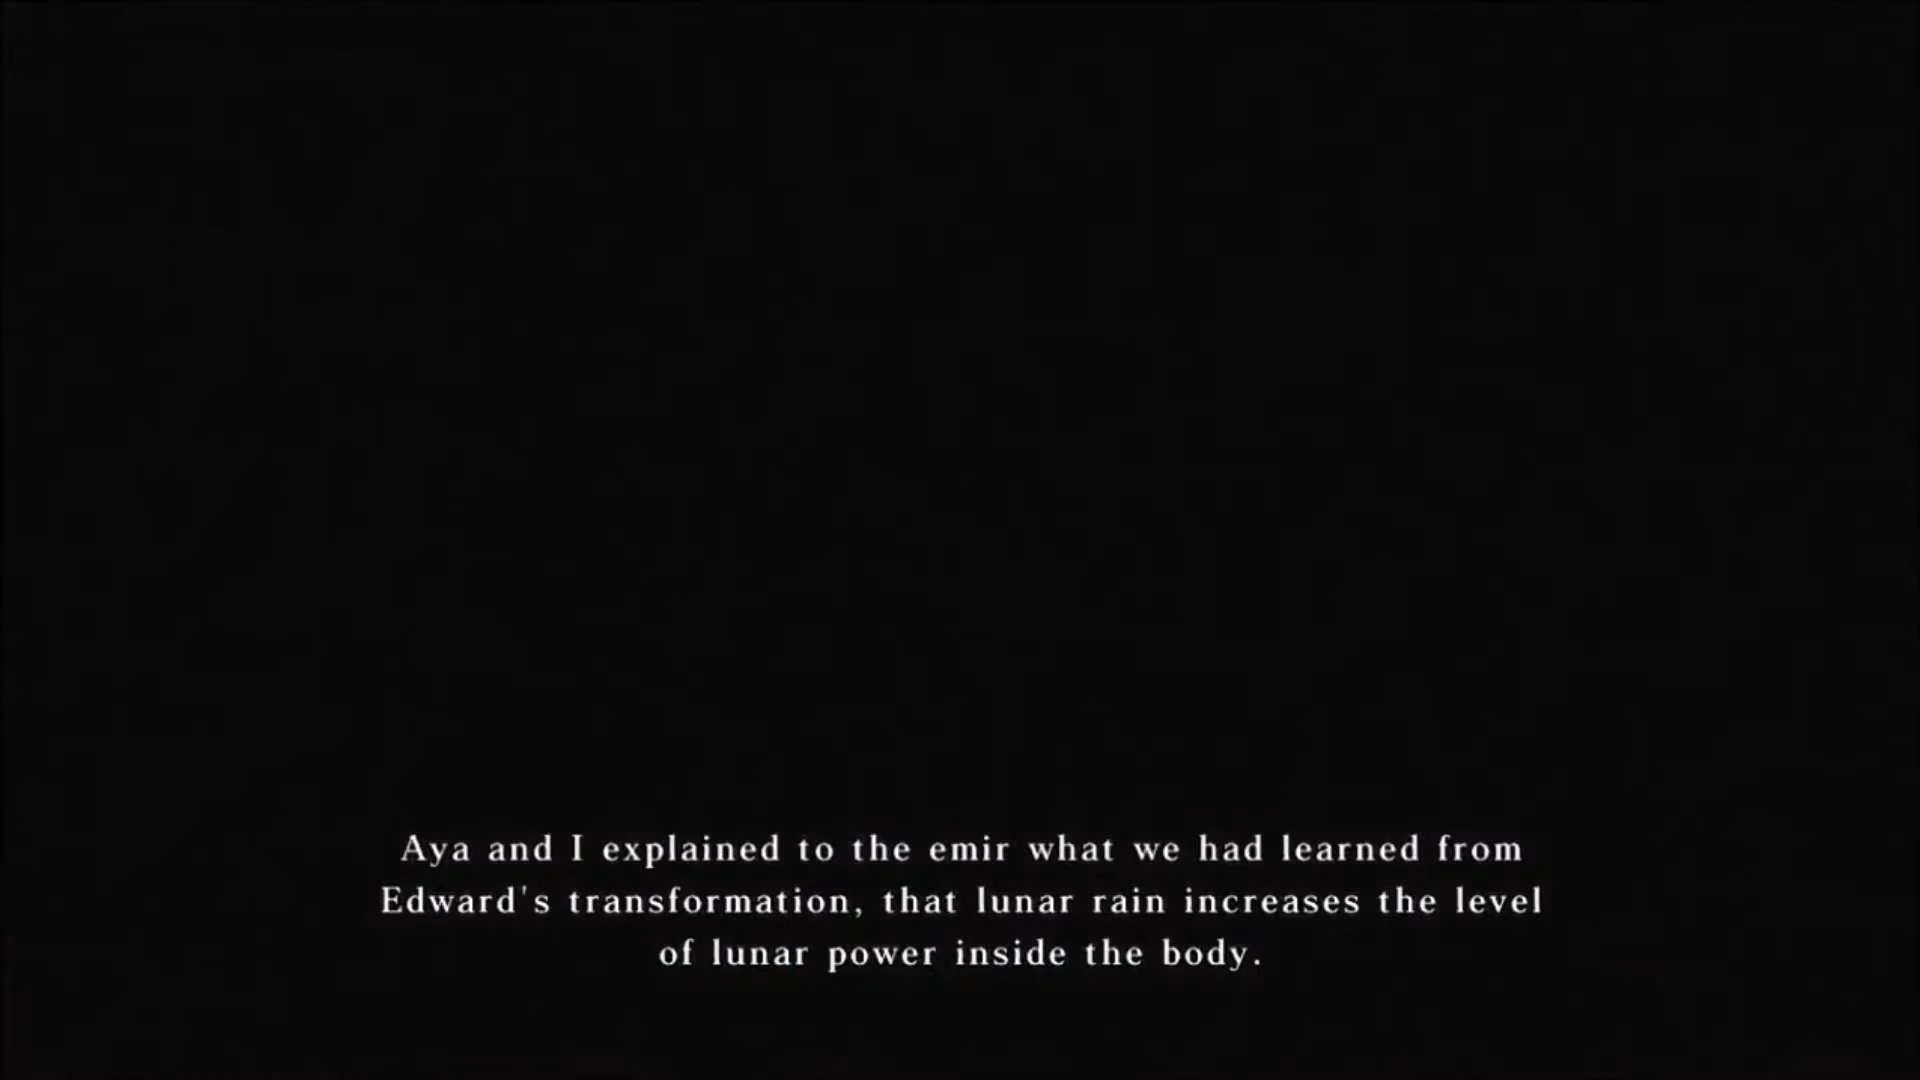 Aya and I explained to the emir what we had learned from
Edward's transformation, that lunar rain increases the level
of lunar power inside the body.